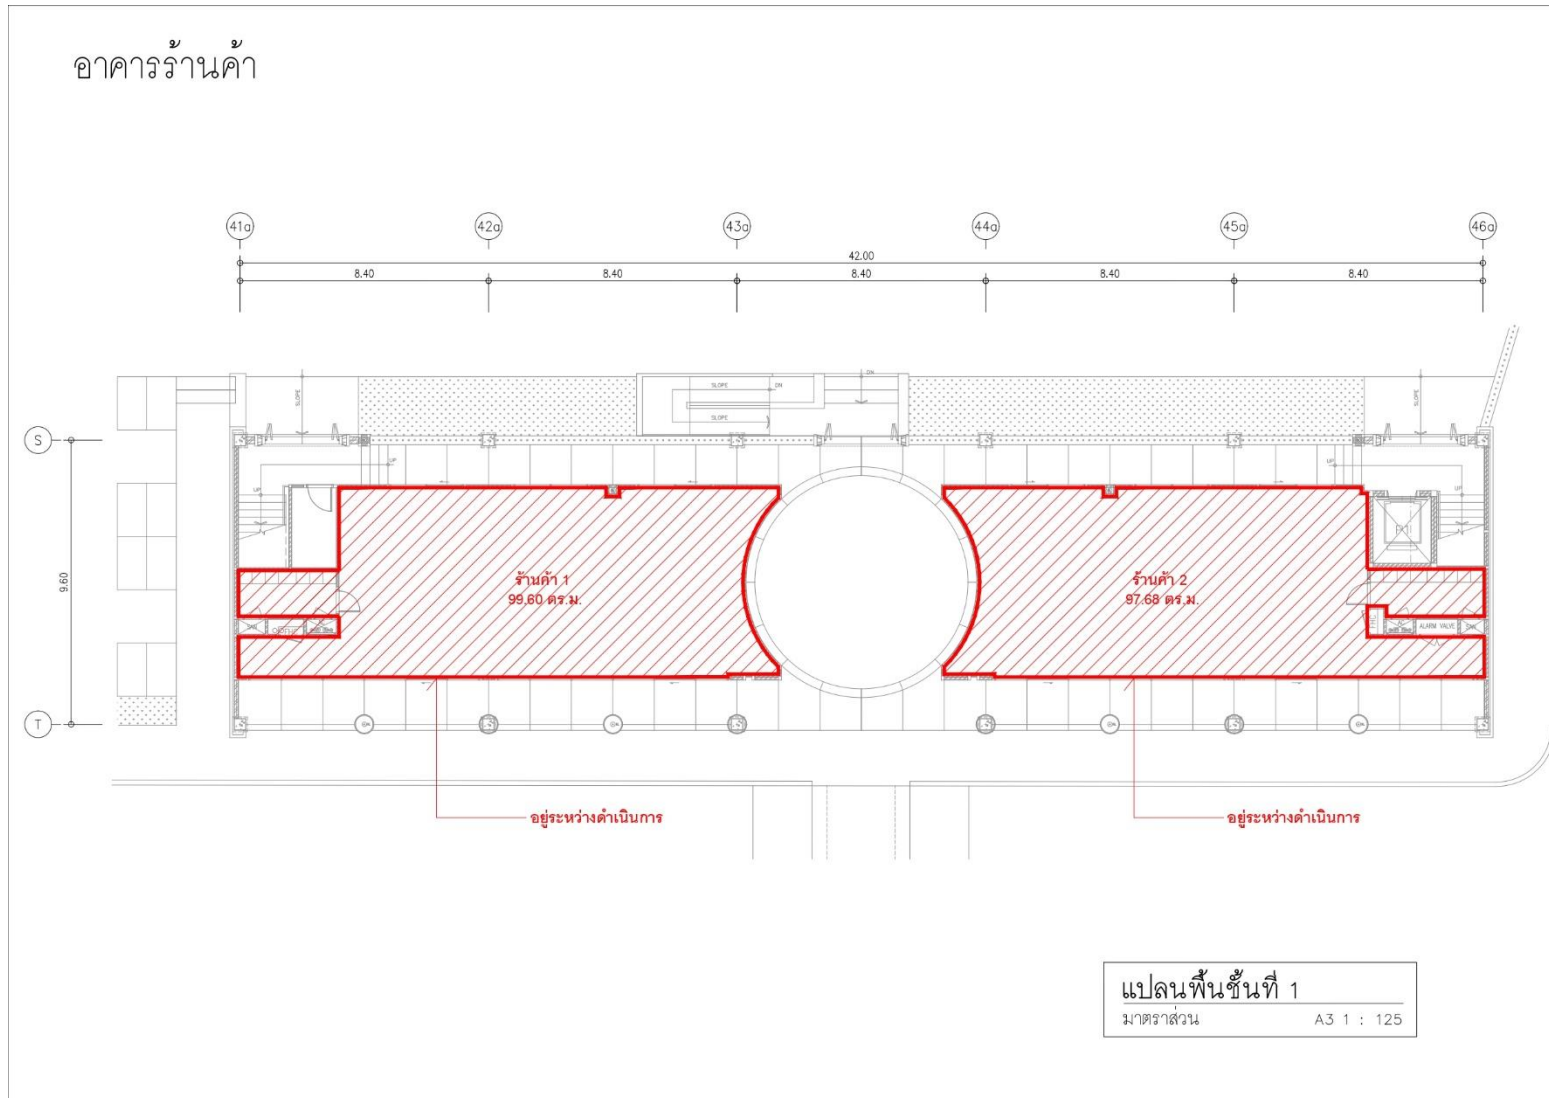 อาคารร้านค้า
41a 42a 43a 44a 45a 46a
42.00
8.40 8.40 8.40 8.40 8.40
SLOPE SLOPE DN DN SLOPE SLOPE
S
UP UP
UP UP
9.60
ร้านค้า 1
99.60 ตร.ม.
ร้านค้า 2
97.68 ตร.ม.
SAN
ALARM VALVE
SAN
T
อยู่ระหว่างดำเนินการ อยู่ระหว่างดำเนินการ
แปลนพื้นชั้นที่ 1
มาตราส่วน A3 1 : 125